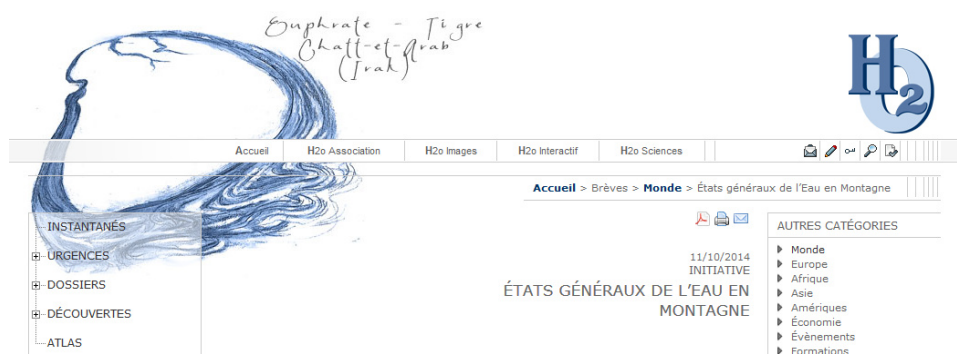 Euphrate - Tigre
Chatt-et-Arab
(Irak)
H2O
Accueil H2o Association H2o Images H2o Interactif H2o Sciences
Accueil > Brèves > Monde > États généraux de l'Eau en Montagne
INSTANTANÉS
URGENCES
DOSSIERS
DÉCOUVERTES
ATLAS
11/10/2014
INITIATIVE
ÉTATS GÉNÉRAUX DE L'EAU EN
MONTAGNE
AUTRES CATÉGORIES
Monde
Europe
Afrique
Asie
Amériques
Économie
Évènements
Formations